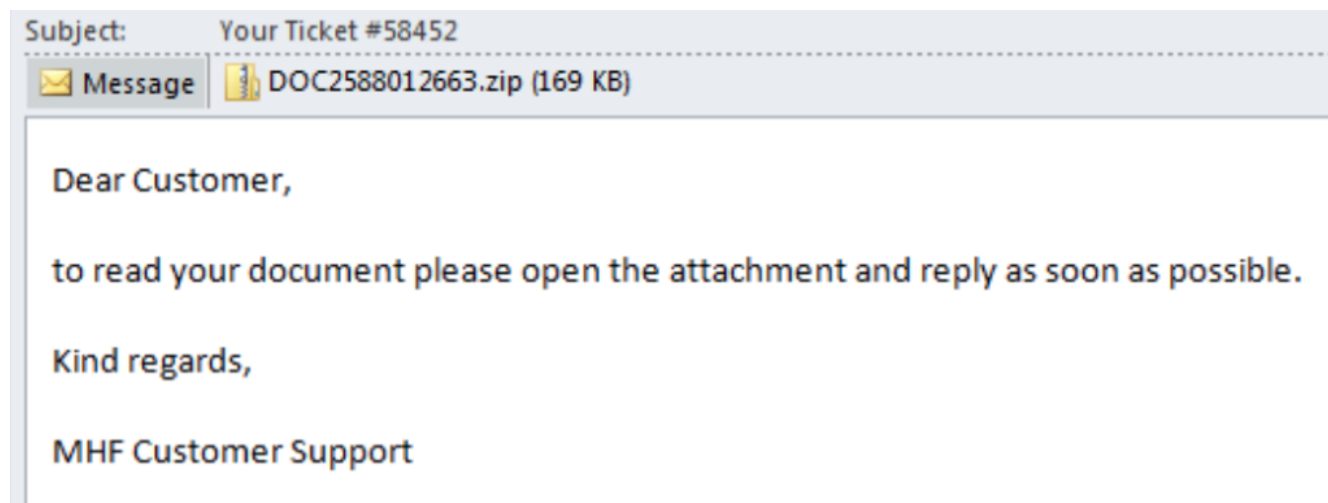 Subject: Your Ticket #58452
Message DOC2588012663.zip (169 KB)
Dear Customer,
to read your document please open the attachment and reply as soon as possible.
Kind regards,
MHF Customer Support